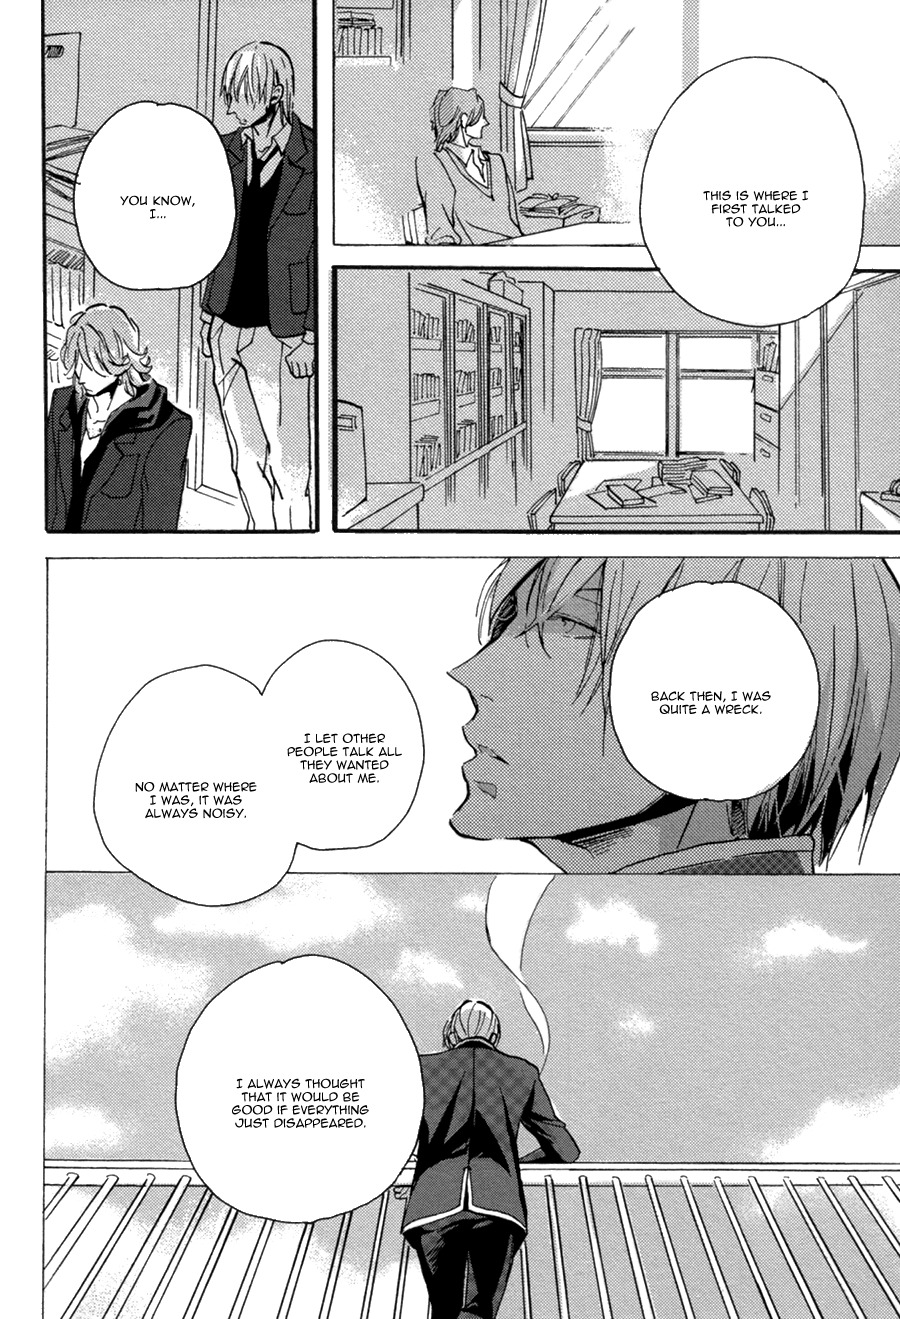 THIS IS WHERE I
FIRST TALKED
TO YOU...
YOU KNOW,
I...
BACK THEN, I WAS
QUITE A WRECK.
I LET OTHER
PEOPLE TALK ALL
THEY WANTED
ABOUT ME.
NO MATTER WHERE
I WAS, IT WAS
ALWAYS NOISY.
I ALWAYS THOUGHT
THAT IT WOULD BE
GOOD IF EVERYTHING
JUST DISAPPEARED.